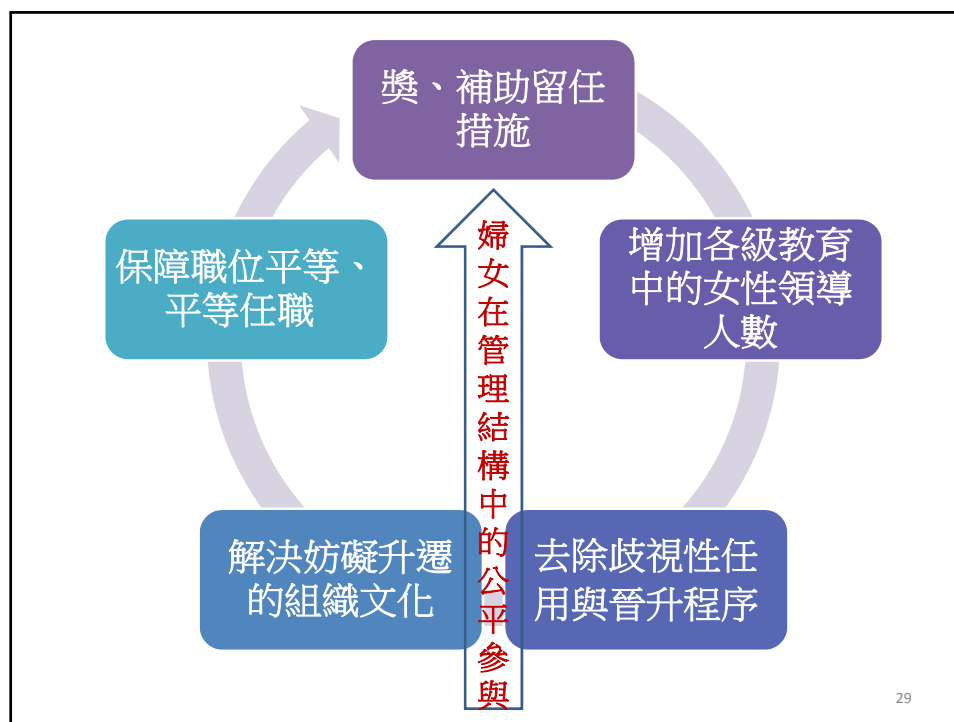 獎、補助留任
措施
增加各級教育
中的女性領導
人數
去除歧視性任
用與晉升程序
解決妨礙升遷
的組織文化
保障職位平等、
平等任職
婦女在管理結構中的公平參與
29